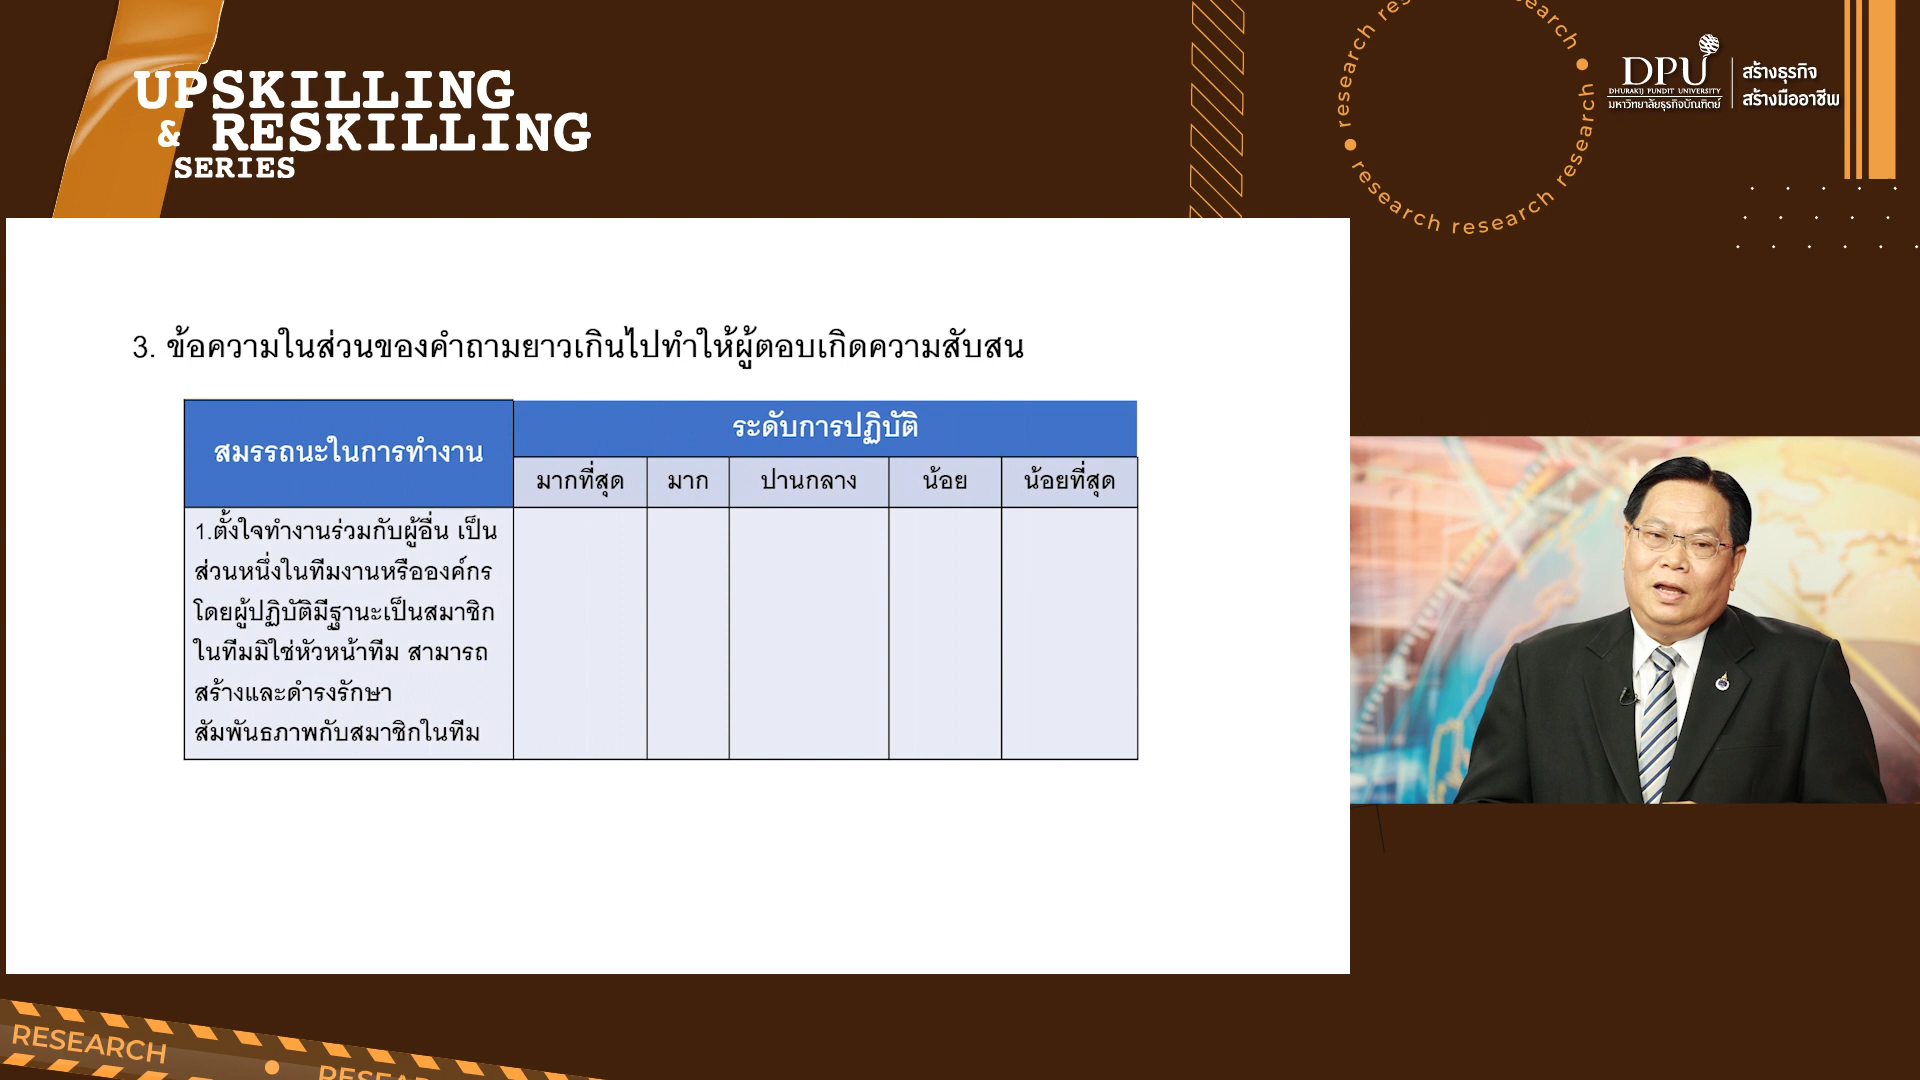 UPSKILLING
& RESKILLING
SERIES
research research research research
DPU
DHURAKIJ PUNDIT UNIVERSITY
มหาวิทยาลัยธุรกิจบัณฑิตย์
สร้างธุรกิจ
สร้างมืออาชีพ
3. ข้อความในส่วนของคำถามยาวเกินไปทำให้ผู้ตอบเกิดความสับสน
สมรรถนะในการทำงาน
ระดับการปฏิบัติ
มากที่สุด มาก ปานกลาง น้อย น้อยที่สุด
1.ตั้งใจทำงานร่วมกับผู้อื่น เป็น
ส่วนหนึ่งในทีมงานหรือองค์กร
โดยผู้ปฏิบัติมีฐานะเป็นสมาชิก
ในทีมมิใช่หัวหน้าทีม สามารถ
สร้างและดำรงรักษา
สัมพันธภาพกับสมาชิกในทีม
RESEARCH